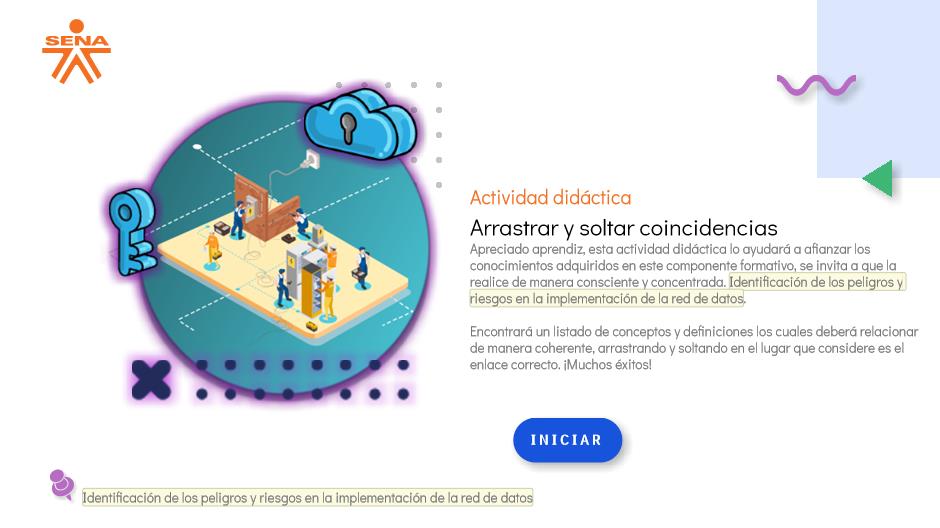 SENA
Actividad didáctica
Arrastrar y soltar coincidencias
Apreciado aprendiz, esta actividad didáctica lo ayudará a afianzar los
conocimientos adquiridos en este componente formativo, se invita a que la
realice de manera consciente y concentrada. Identificación de los peligros y
riesgos en la implementación de la red de datos.
Encontrará un listado de conceptos y definiciones los cuales deberá relacionar
de manera coherente, arrastrando y soltando en el lugar que considere es el
enlace correcto. ¡Muchos éxitos!
INICIAR
Identificación de los peligros y riesgos en la implementación de la red de datos